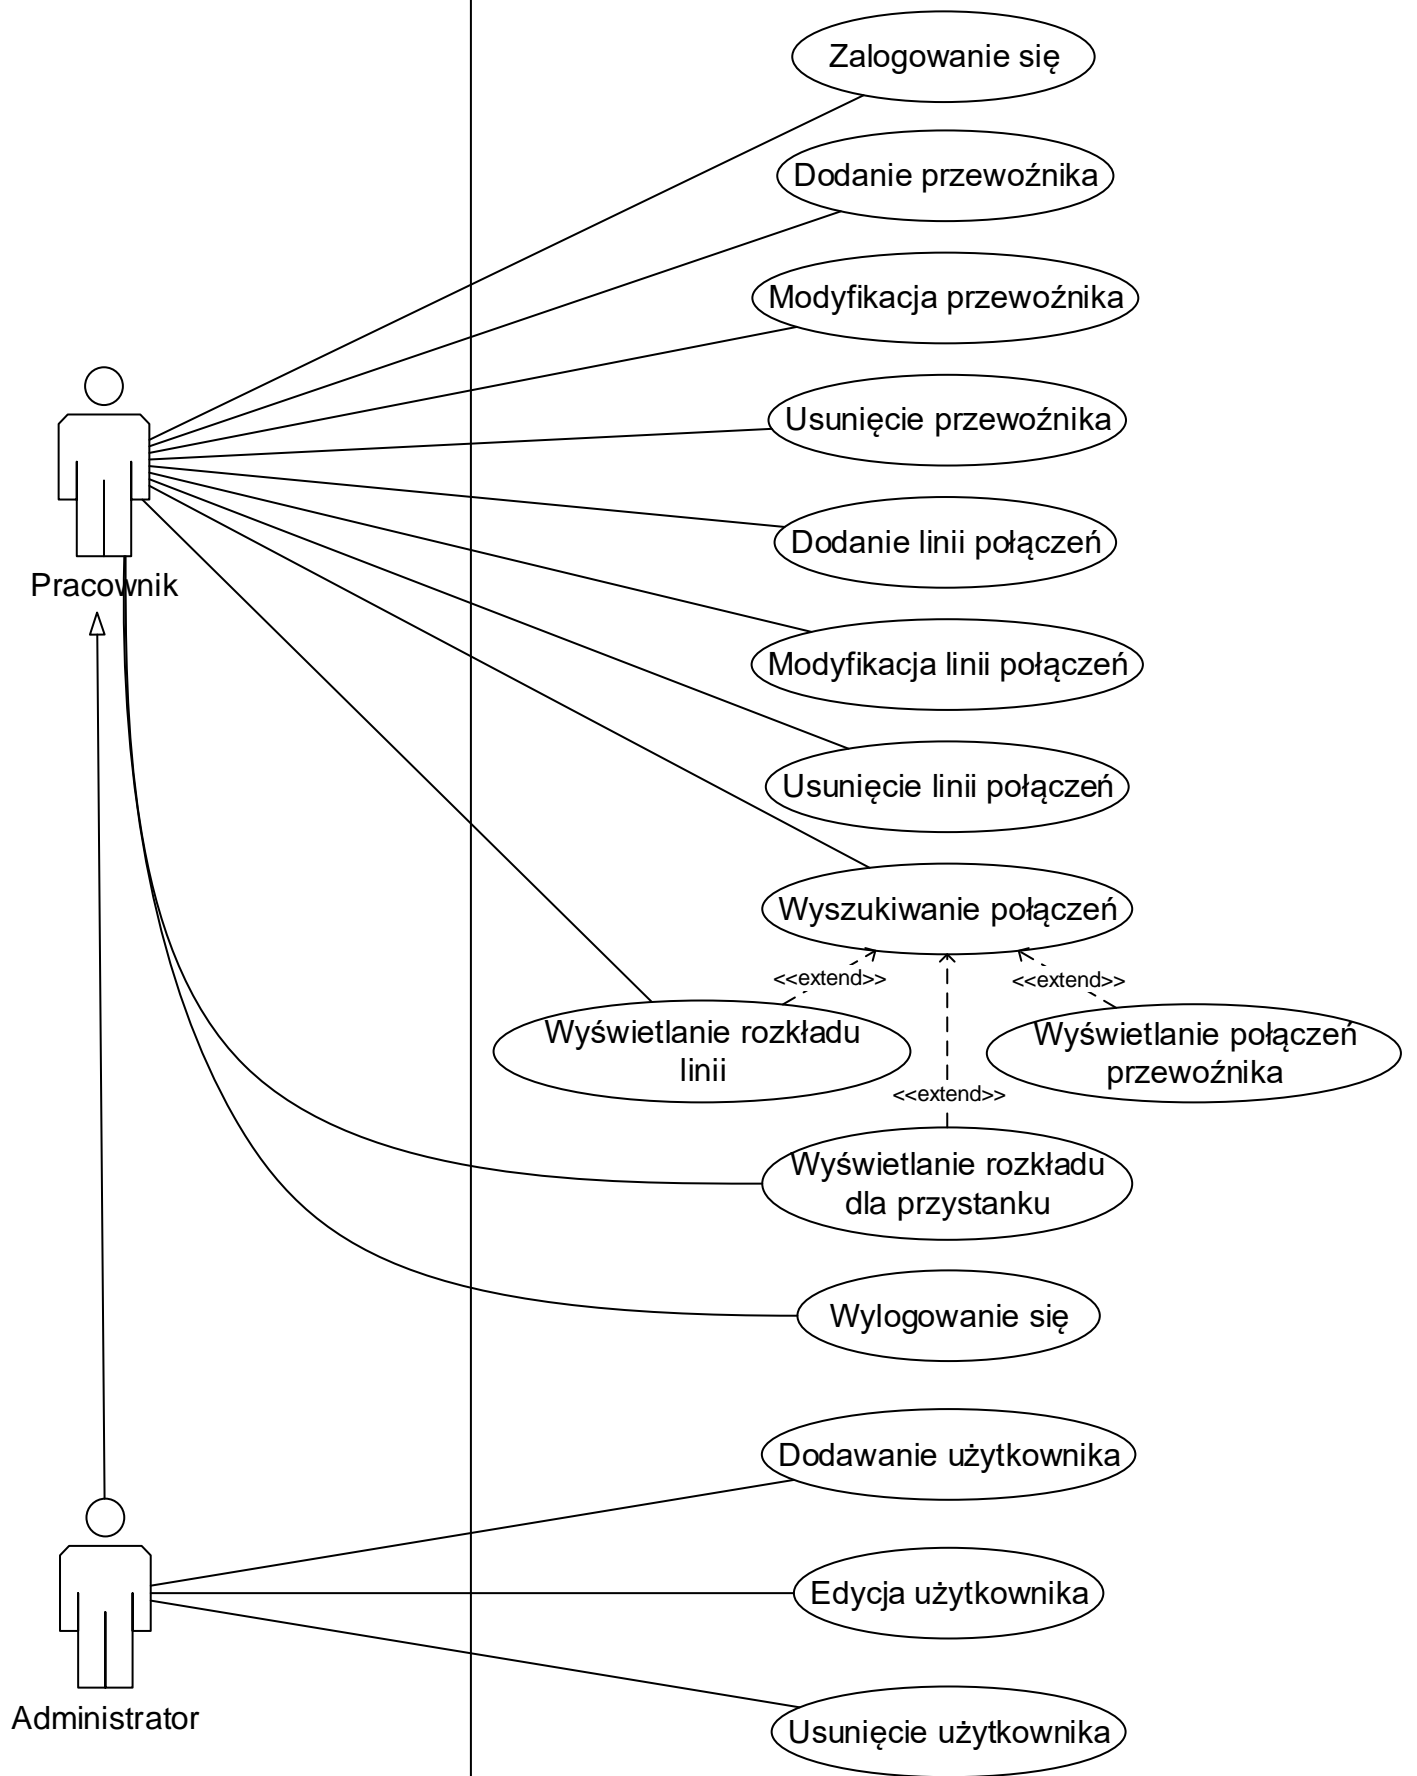 Zalogowanie się
Dodanie przewoźnika
Modyfikacja przewoźnika
Usunięcie przewoźnika
Dodanie linii połączeń
Pracownik
Modyfikacja linii połączeń
Usunięcie linii połączeń
Wyszukiwanie połączeń
<<extend>>
<<extend>>
Wyświetlanie rozkładu
linii
Wyświetlanie połączeń
przewoźnika
<<extend>>
Wyświetlanie rozkładu
dla przystanku
Wylogowanie się
Dodawanie użytkownika
Edycja użytkownika
Administrator
Usunięcie użytkownika